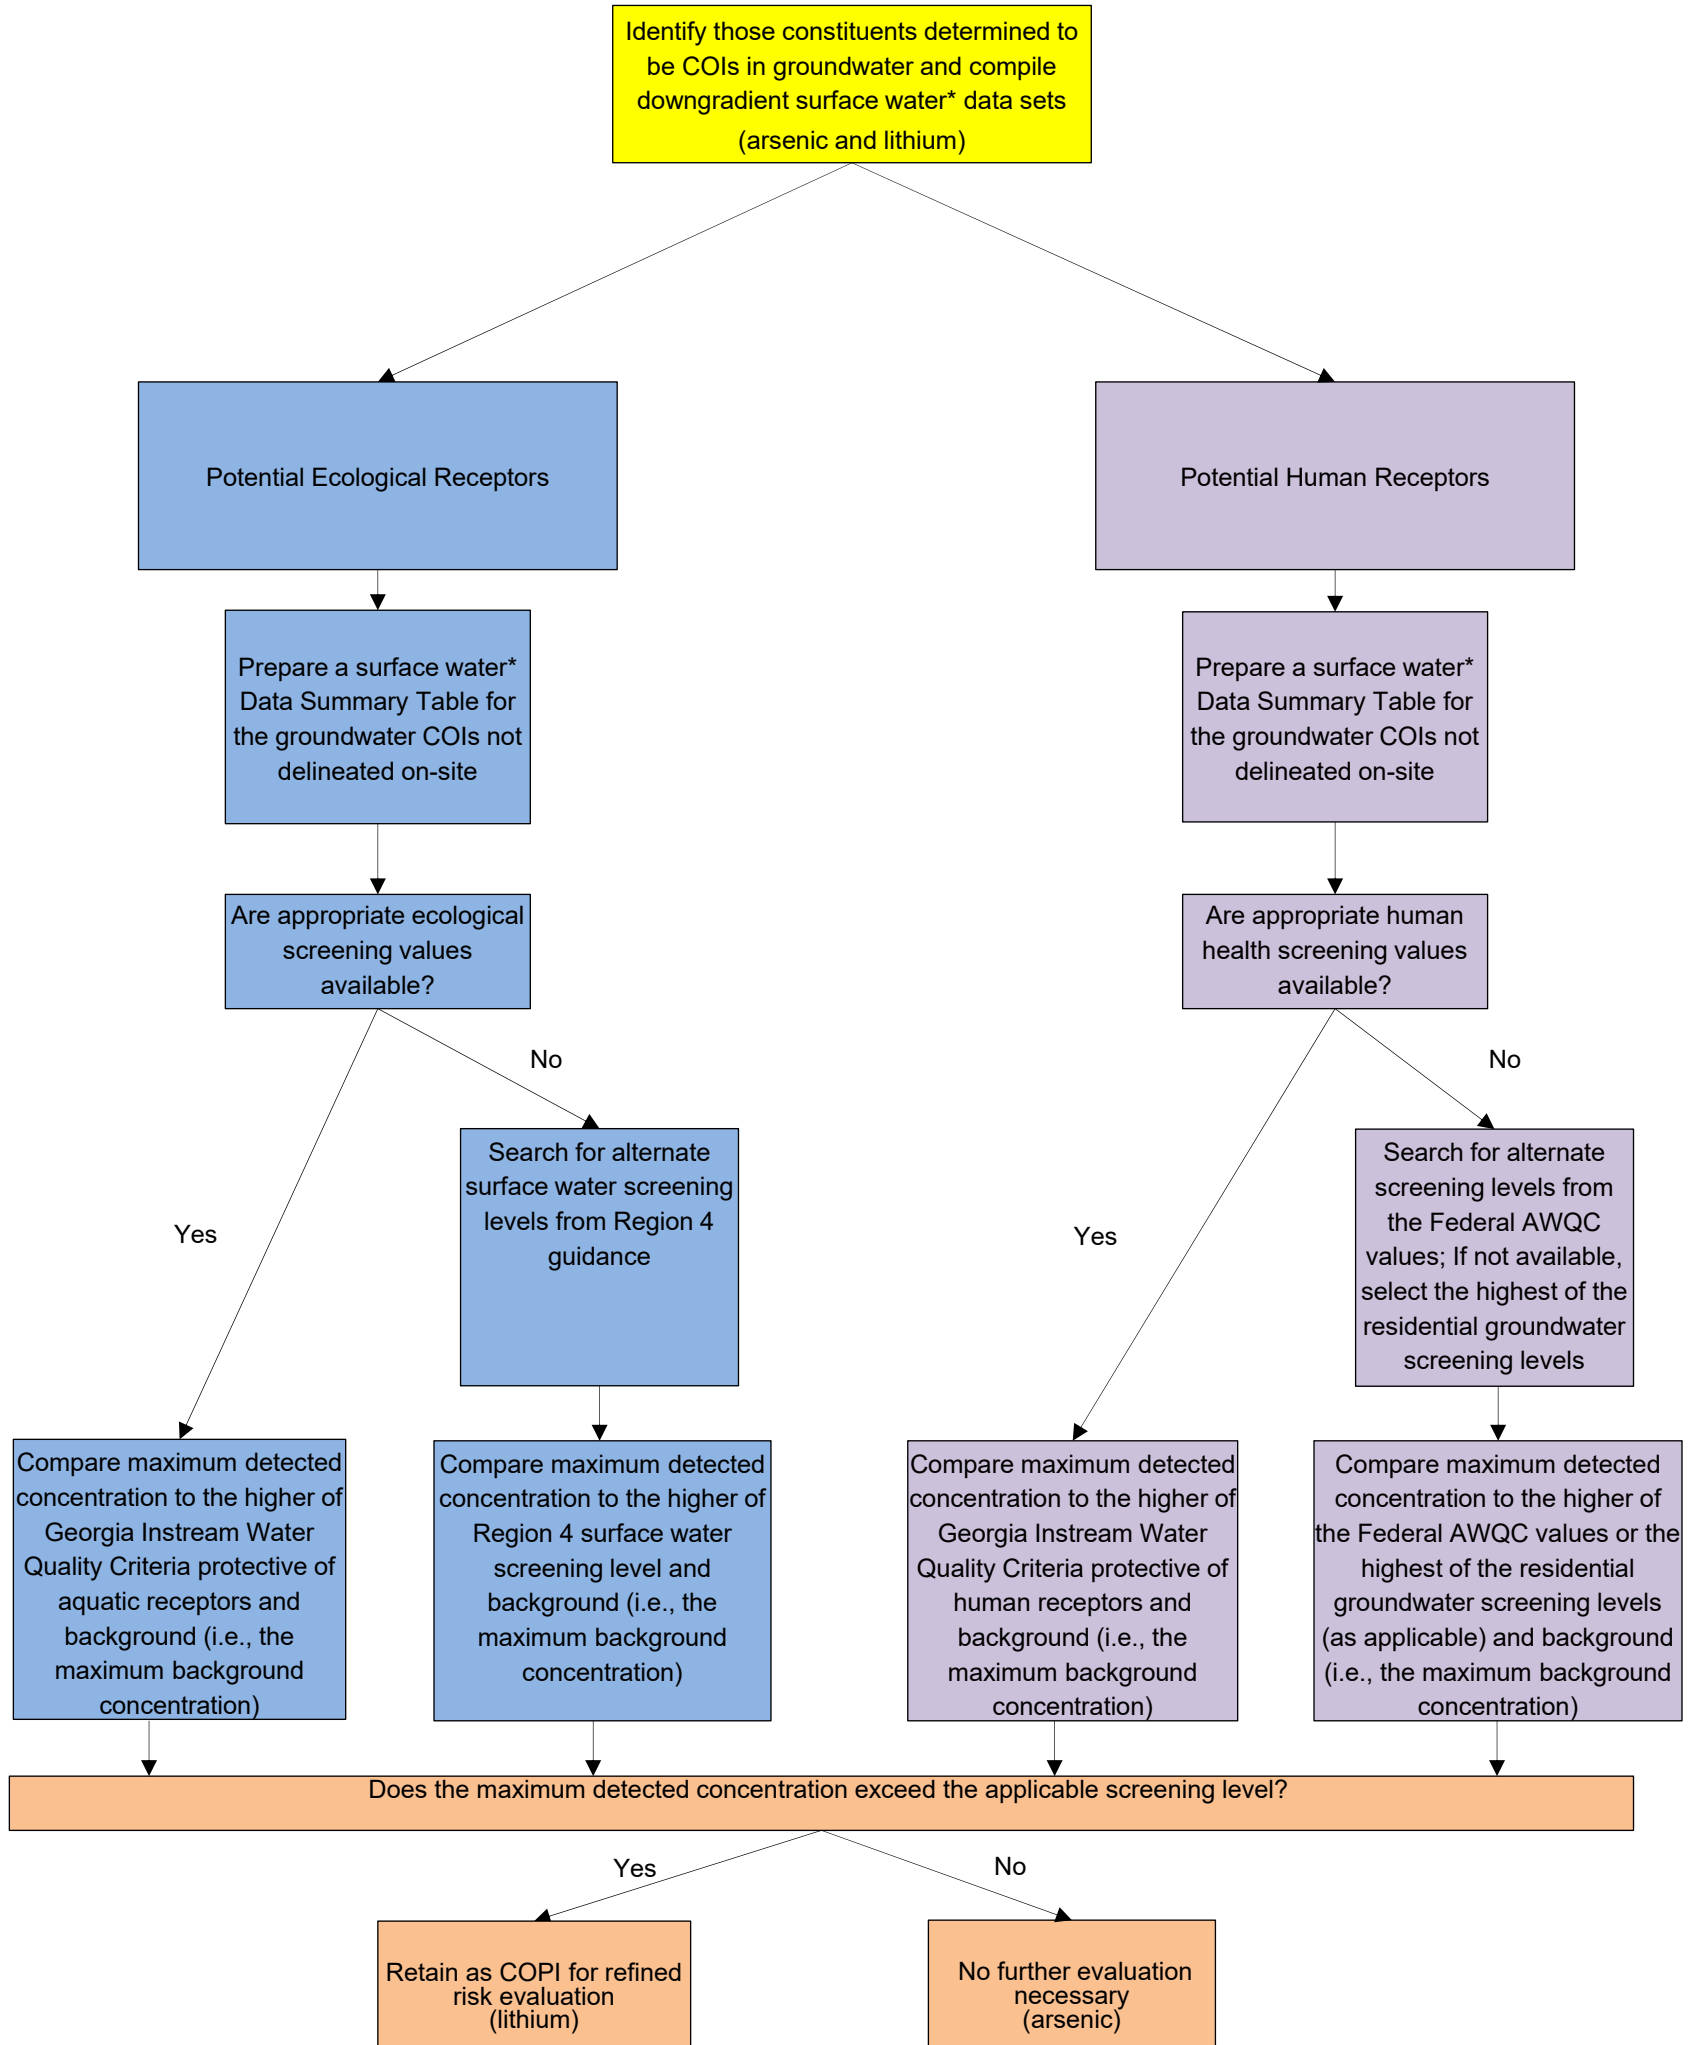 Identify those constituents determined to
be COIs in groundwater and compile
downgradient surface water* data sets
(arsenic and lithium)
Potential Ecological Receptors
Potential Human Receptors
Prepare a surface water*
Data Summary Table for
the groundwater COIs not
delineated on-site
Prepare a surface water*
Data Summary Table for
the groundwater COIs not
delineated on-site
Are appropriate ecological
screening values
available?
Are appropriate human
health screening values
available?
No
No
Search for alternate
surface water screening
levels from Region 4
guidance
Search for alternate
screening levels from
the Federal AWQC
values; If not available,
select the highest of the
residential groundwater
screening levels
Yes
Yes
Compare maximum detected
concentration to the higher of
Georgia Instream Water
Quality Criteria protective of
aquatic receptors and
background (i.e., the
maximum background
concentration)
Compare maximum detected
concentration to the higher of
Region 4 surface water
screening level and
background (i.e., the
maximum background
concentration)
Compare maximum detected
concentration to the higher of
Georgia Instream Water
Quality Criteria protective of
human receptors and
background (i.e., the
maximum background
concentration)
Compare maximum detected
concentration to the higher of
the Federal AWQC values or the
highest of the residential
groundwater screening levels
(as applicable) and background
(i.e., the maximum background
concentration)
Does the maximum detected concentration exceed the applicable screening level?
Yes
No
Retain as COPI for refined
risk evaluation
(lithium)
No further evaluation
necessary
(arsenic)